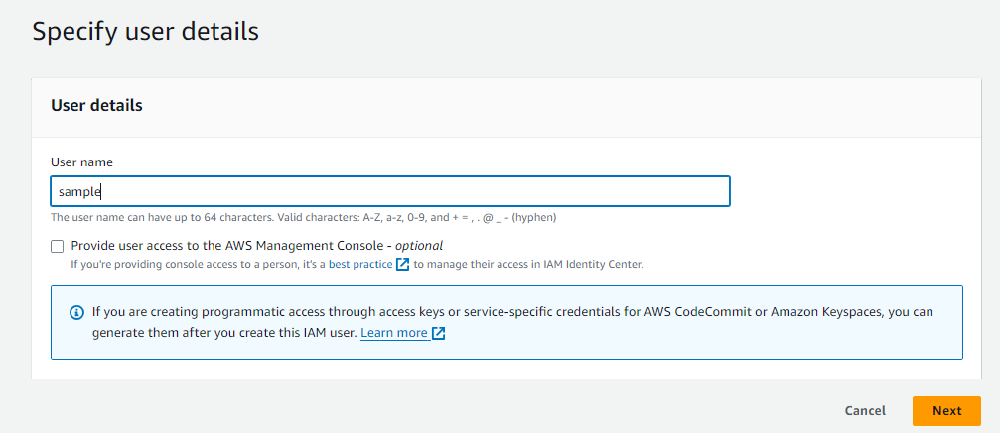 Specify user details
User details
User name
sample
The user name can have up to 64 characters. Valid characters: A-Z, a-z, 0-9, and + = , . @ _ - (hyphen)
Provide user access to the AWS Management Console - optional
If you're providing console access to a person, it's a best practice to manage their access in IAM Identity Center.
If you are creating programmatic access through access keys or service-specific credentials for AWS CodeCommit or Amazon Keyspaces, you can
generate them after you create this IAM user. Learn more
Cancel Next